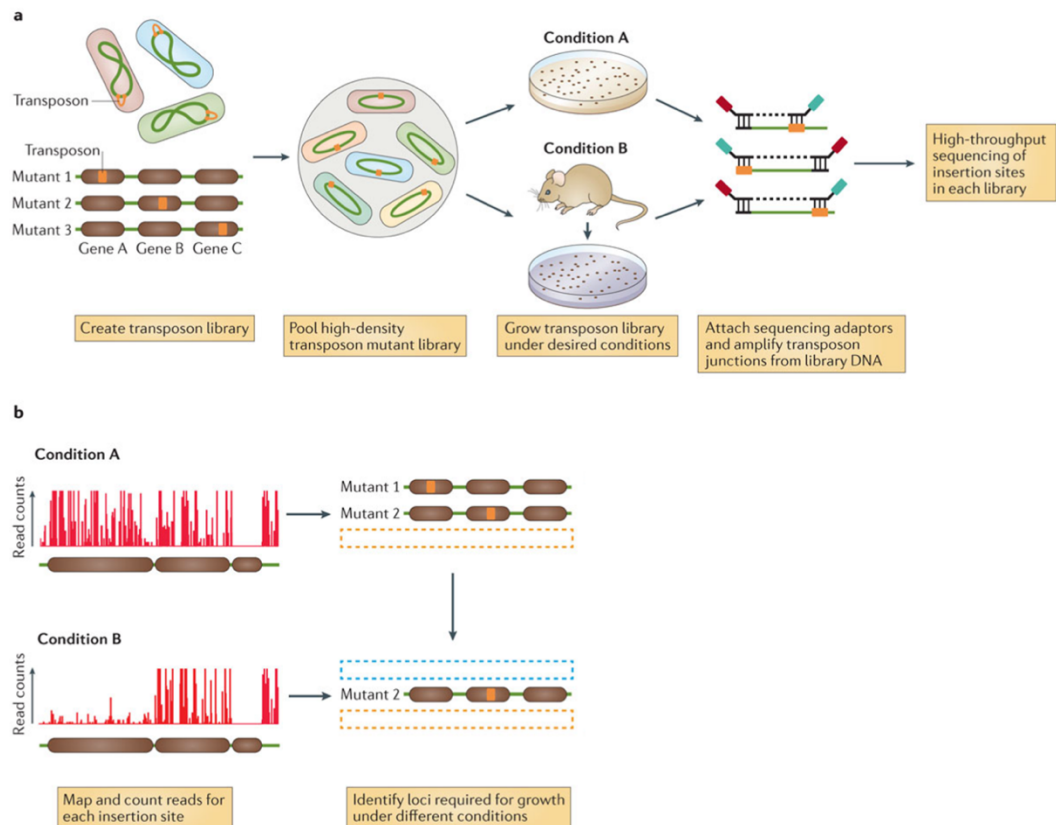 a
Transposon
Transposon
Mutant 1
Mutant 2
Mutant 3
Gene A
Gene B
Gene C
Condition A
Condition B
High-throughput
sequencing of
insertion sites
in each library
Create transposon library
Pool high-density
transposon mutant library
Grow transposon library
under desired conditions
Attach sequencing adaptors
and amplify transposon
junctions from library DNA
b
Condition A
Read counts
Mutant 1
Mutant 2
Condition B
Read counts
Mutant 2
Map and count reads for
each insertion site
Identify loci required for growth
under different conditions